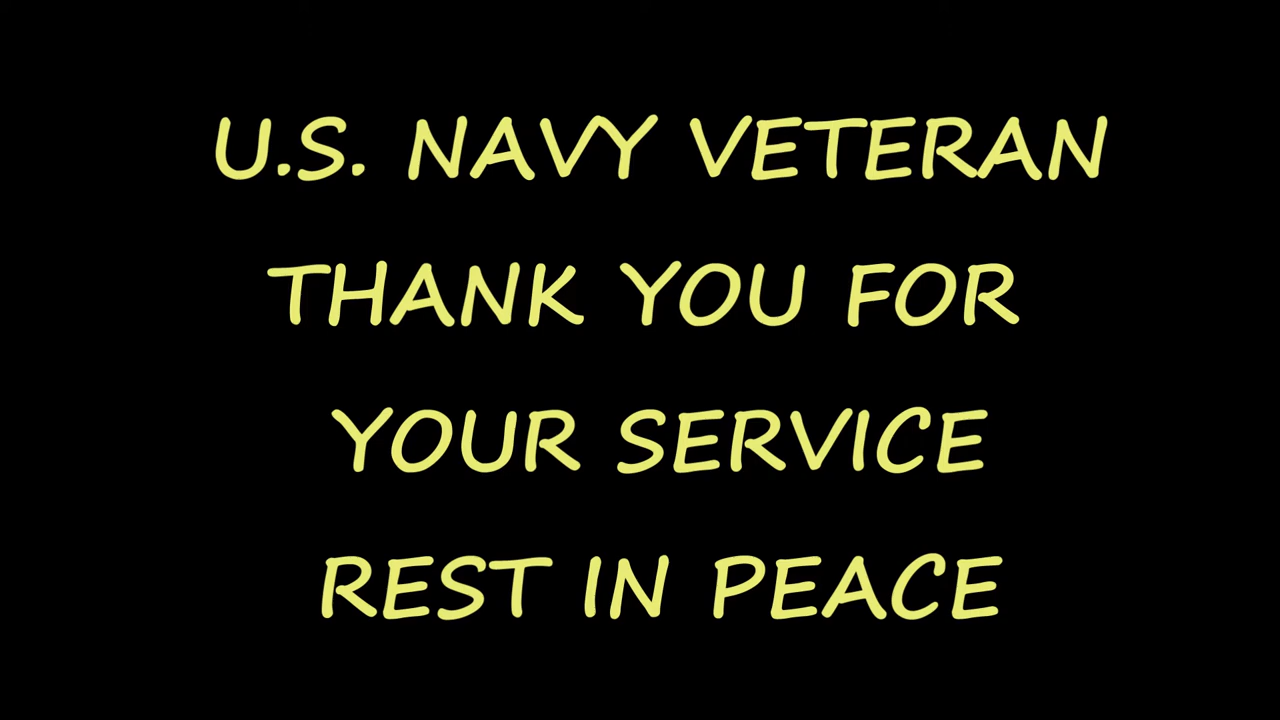 U.S. NAVY VETERAN
THANK YOU FOR
YOUR SERVICE
REST IN PEACE